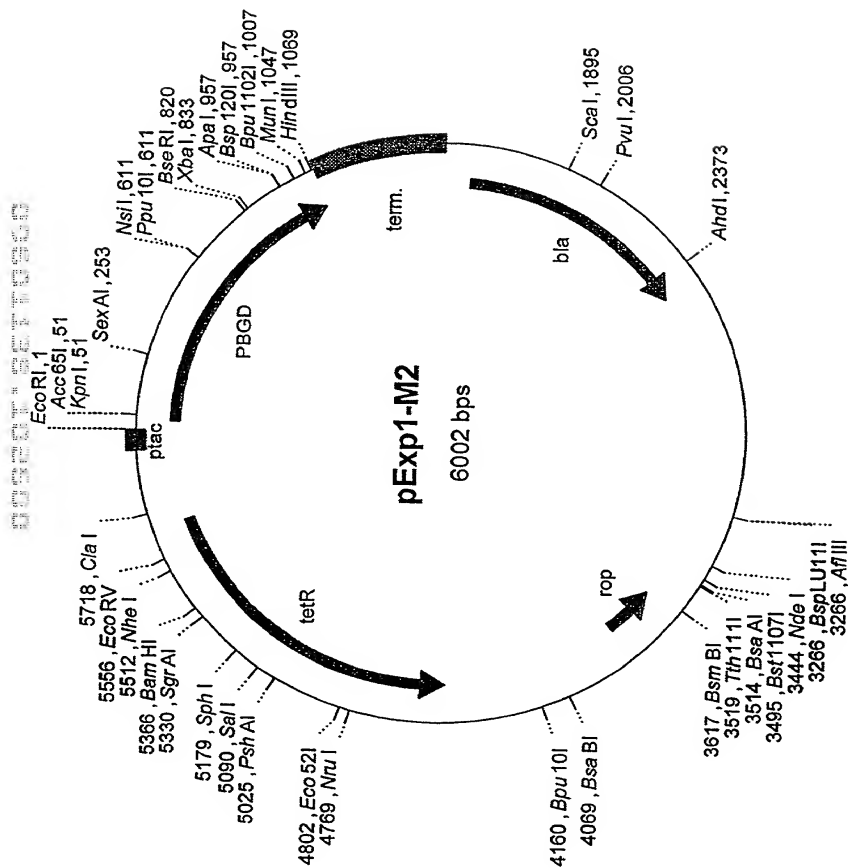 EcoRI, 1
Acc65I, 51
KpnI, 51
SexAI, 253
NsiI, 611
Ppu10I, 611
BseRI, 820
XbaI, 833
ApaI, 957
Bsp120I, 957
Bpu1102I, 1007
MunI, 1047
HindIII, 1069
ptac
PBGD
term.
ScaI, 1895
PvuI, 2006
AhdI, 2373
bla
pExp1-M2
6002 bps
tetR
rop
5718, ClaI
5556, EcoRV
5512, NheI
5366, BamHI
5330, SgrAI
5179, SphI
5090, SalI
5025, PshAI
4802, Eco52I
4769, NruI
4160, Bpu10I
4069, BsaBI
3617, BsmBI
3519, Tth111I
3514, BsaAI
3495, Bst1107I
3444, NdeI
3266, BspLU11I
3266, AflIII